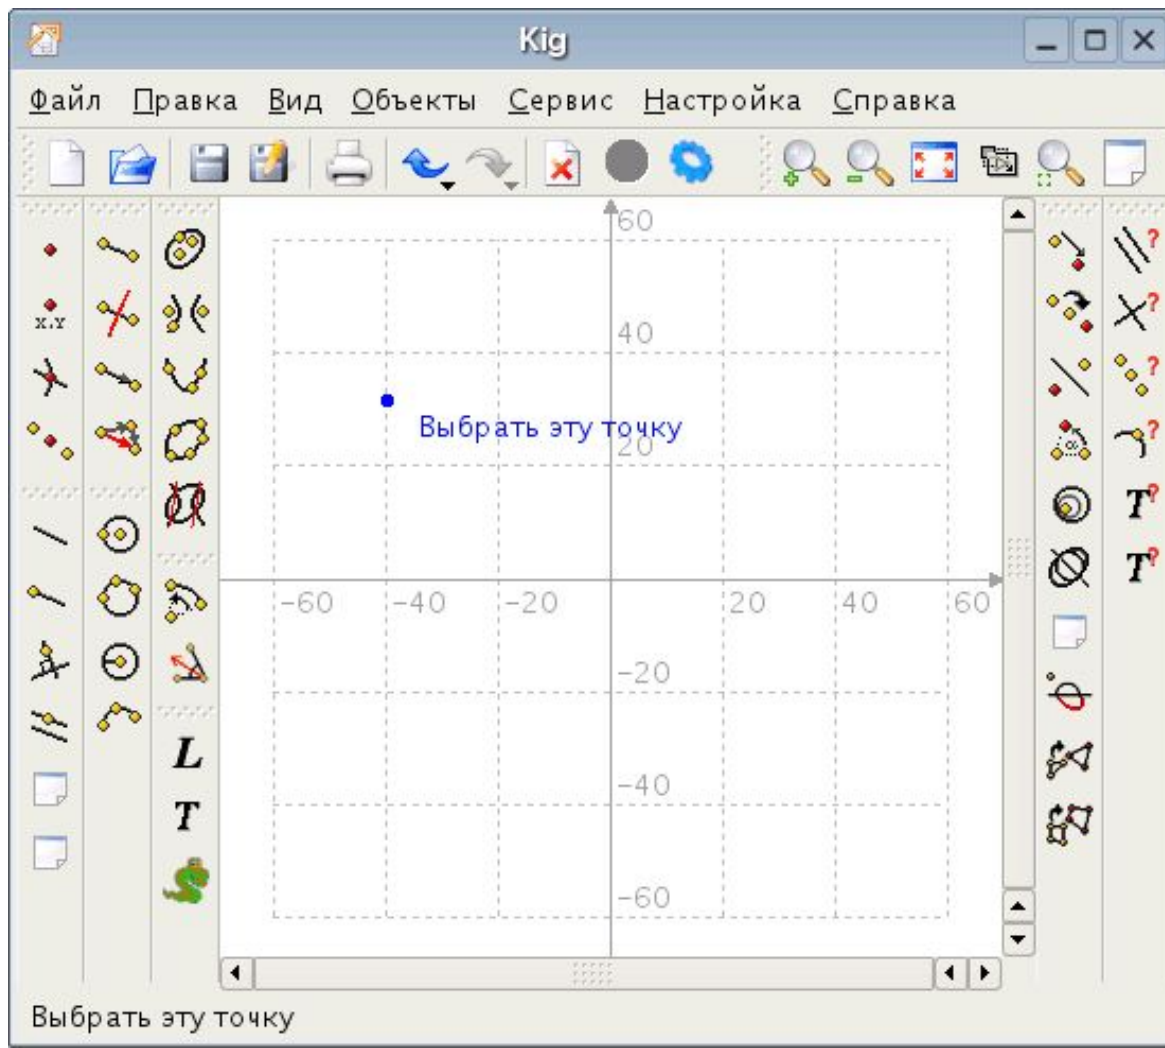 Kig
Файл Правка Вид Объекты Сервис Настройка Справка
X,Y
60
40
Выбрать эту точку
20
-60 -40 -20 20 40 60
-20
-40
-60
α
?
?
?
?
T?
T?
L
T
Выбрать эту точку